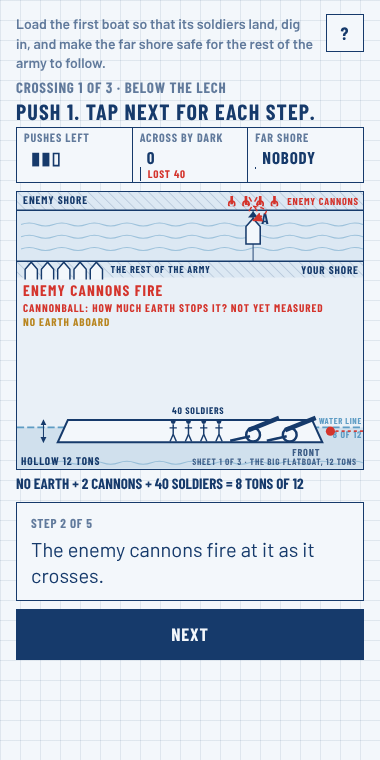 Load the first boat so that its soldiers land, dig
in, and make the far shore safe for the rest of the
army to follow.
?
CROSSING 1 OF 3 · BELOW THE LECH
PUSH 1. TAP NEXT FOR EACH STEP.
PUSHES LEFT
ACROSS BY DARK
0
LOST 40
FAR SHORE
NOBODY
ENEMY SHORE
ENEMY CANNONS
A
THE REST OF THE ARMY
YOUR SHORE
ENEMY CANNONS FIRE
CANNONBALL: HOW MUCH EARTH STOPS IT? NOT YET MEASURED
NO EARTH ABOARD
40 SOLDIERS
WATER LINE
8 OF 12
FRONT
HOLLOW 12 TONS
SHEET 1 OF 3 · THE BIG FLATBOAT, 12 TONS
NO EARTH + 2 CANNONS + 40 SOLDIERS = 8 TONS OF 12
STEP 2 OF 5
The enemy cannons fire at it as it
crosses.
NEXT